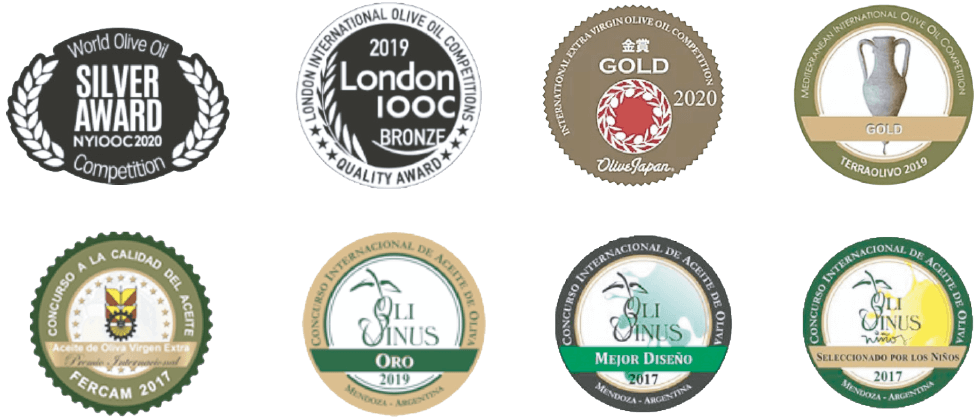 World Olive Oil
SILVER
AWARD
NYIOOC2020
Competition
LONDON INTERNATIONAL OLIVE OIL COMPETITIONS
2019
London
IOOC
BRONZE
QUALITY AWARD
INTERNATIONAL EXTRA VIRGIN OLIVE OIL COMPETITION
金賞
GOLD
2020
OliveJapan®
MEDITERRANEAN INTERNATIONAL OLIVE OIL COMPETITION
GOLD
TERRAOLIVO 2019
CONCURSO A LA CALIDAD DEL ACEITE
Aceite de Oliva Virgen Extra
Premio Internacional
FERCAM 2017
CONCURSO INTERNACIONAL DE ACEITE DE OLIVA
OLI
VINUS
ORO
2019
MENDOZA - ARGENTINA
CONCURSO INTERNACIONAL DE ACEITE DE OLIVA
OLI
VINUS
MEJOR DISEÑO
2017
MENDOZA - ARGENTINA
CONCURSO INTERNACIONAL DE ACEITE DE OLIVA
OLI
VINUS
niño
SELECCIONADO POR LOS NIÑOS
2017
MENDOZA - ARGENTINA